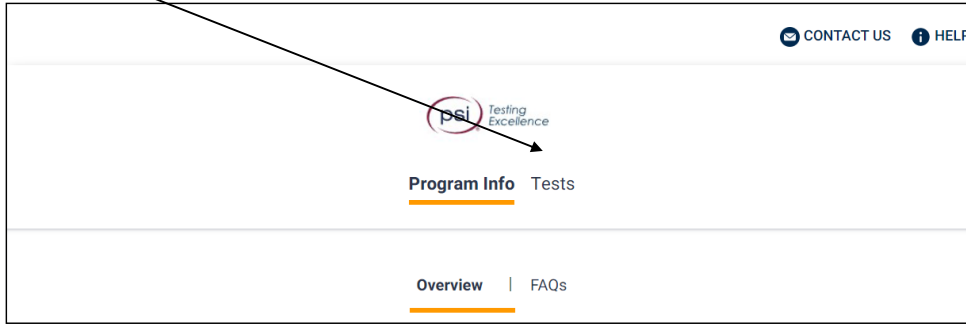 CONTACT US HELP
psi Testing
Excellence
Program Info Tests
Overview | FAQs